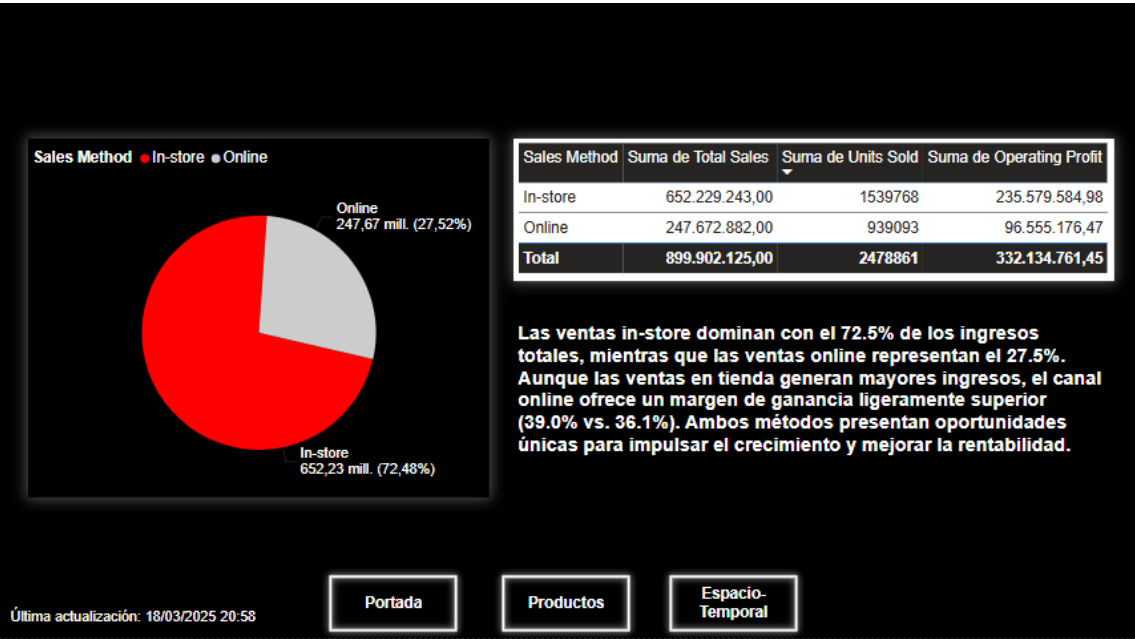 Sales Method In-store Online
Online
247,67 mill. (27,52%)
In-store
652,23 mill. (72,48%)
Sales Method Suma de Total Sales Suma de Units Sold Suma de Operating Profit
In-store 652.229.243,00 1539768 235.579.584,98
Online 247.672.882,00 939093 96.555.176,47
Total 899.902.125,00 2478861 332.134.761,45
Las ventas in-store dominan con el 72.5% de los ingresos
totales, mientras que las ventas online representan el 27.5%.
Aunque las ventas en tienda generan mayores ingresos, el canal
online ofrece un margen de ganancia ligeramente superior
(39.0% vs. 36.1%). Ambos métodos presentan oportunidades
únicas para impulsar el crecimiento y mejorar la rentabilidad.
Última actualización: 18/03/2025 20:58
Portada
Productos
Espacio-
Temporal